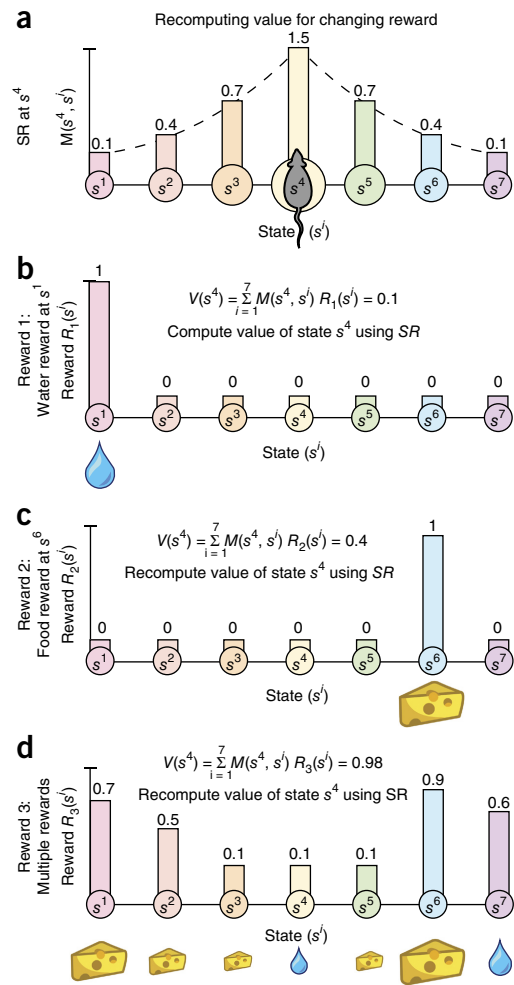 a
Recomputing value for changing reward
SR at s⁴
M(s⁴, sⁱ)
0.1 0.4 0.7 1.5 0.7 0.4 0.1
s¹ s² s³ s⁴ s⁵ s⁶ s⁷
State (sⁱ)
b
Reward 1:
Water reward at s¹
Reward R₁(sⁱ)
1 0 0 0 0 0 0
V(s⁴) = Σ M(s⁴, sⁱ) R₁(sⁱ) = 0.1
7
i = 1
Compute value of state s⁴ using SR
s¹ s² s³ s⁴ s⁵ s⁶ s⁷
State (sⁱ)
c
Reward 2:
Food reward at s⁶
Reward R₂(sⁱ)
V(s⁴) = Σ M(s⁴, sⁱ) R₂(sⁱ) = 0.4
7
i = 1
Recompute value of state s⁴ using SR
0 0 0 0 0 1 0
s¹ s² s³ s⁴ s⁵ s⁶ s⁷
State (sⁱ)
d
Reward 3:
Multiple rewards
Reward R₃(sⁱ)
V(s⁴) = Σ M(s⁴, sⁱ) R₃(sⁱ) = 0.98
7
i = 1
Recompute value of state s⁴ using SR
0.7 0.5 0.1 0.1 0.1 0.9 0.6
s¹ s² s³ s⁴ s�5 s⁶ s⁷
State (sⁱ)